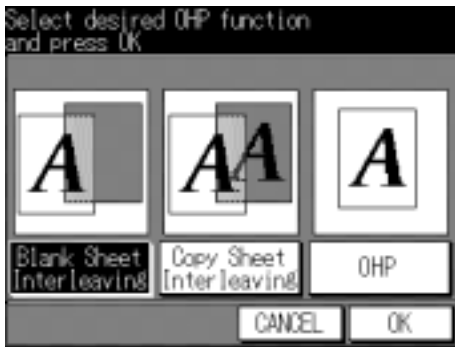 Select desired OHP function
and press OK
A
A A
A
Blank Sheet
Interleaving
Copy Sheet
Interleaving
OHP
CANCEL
OK